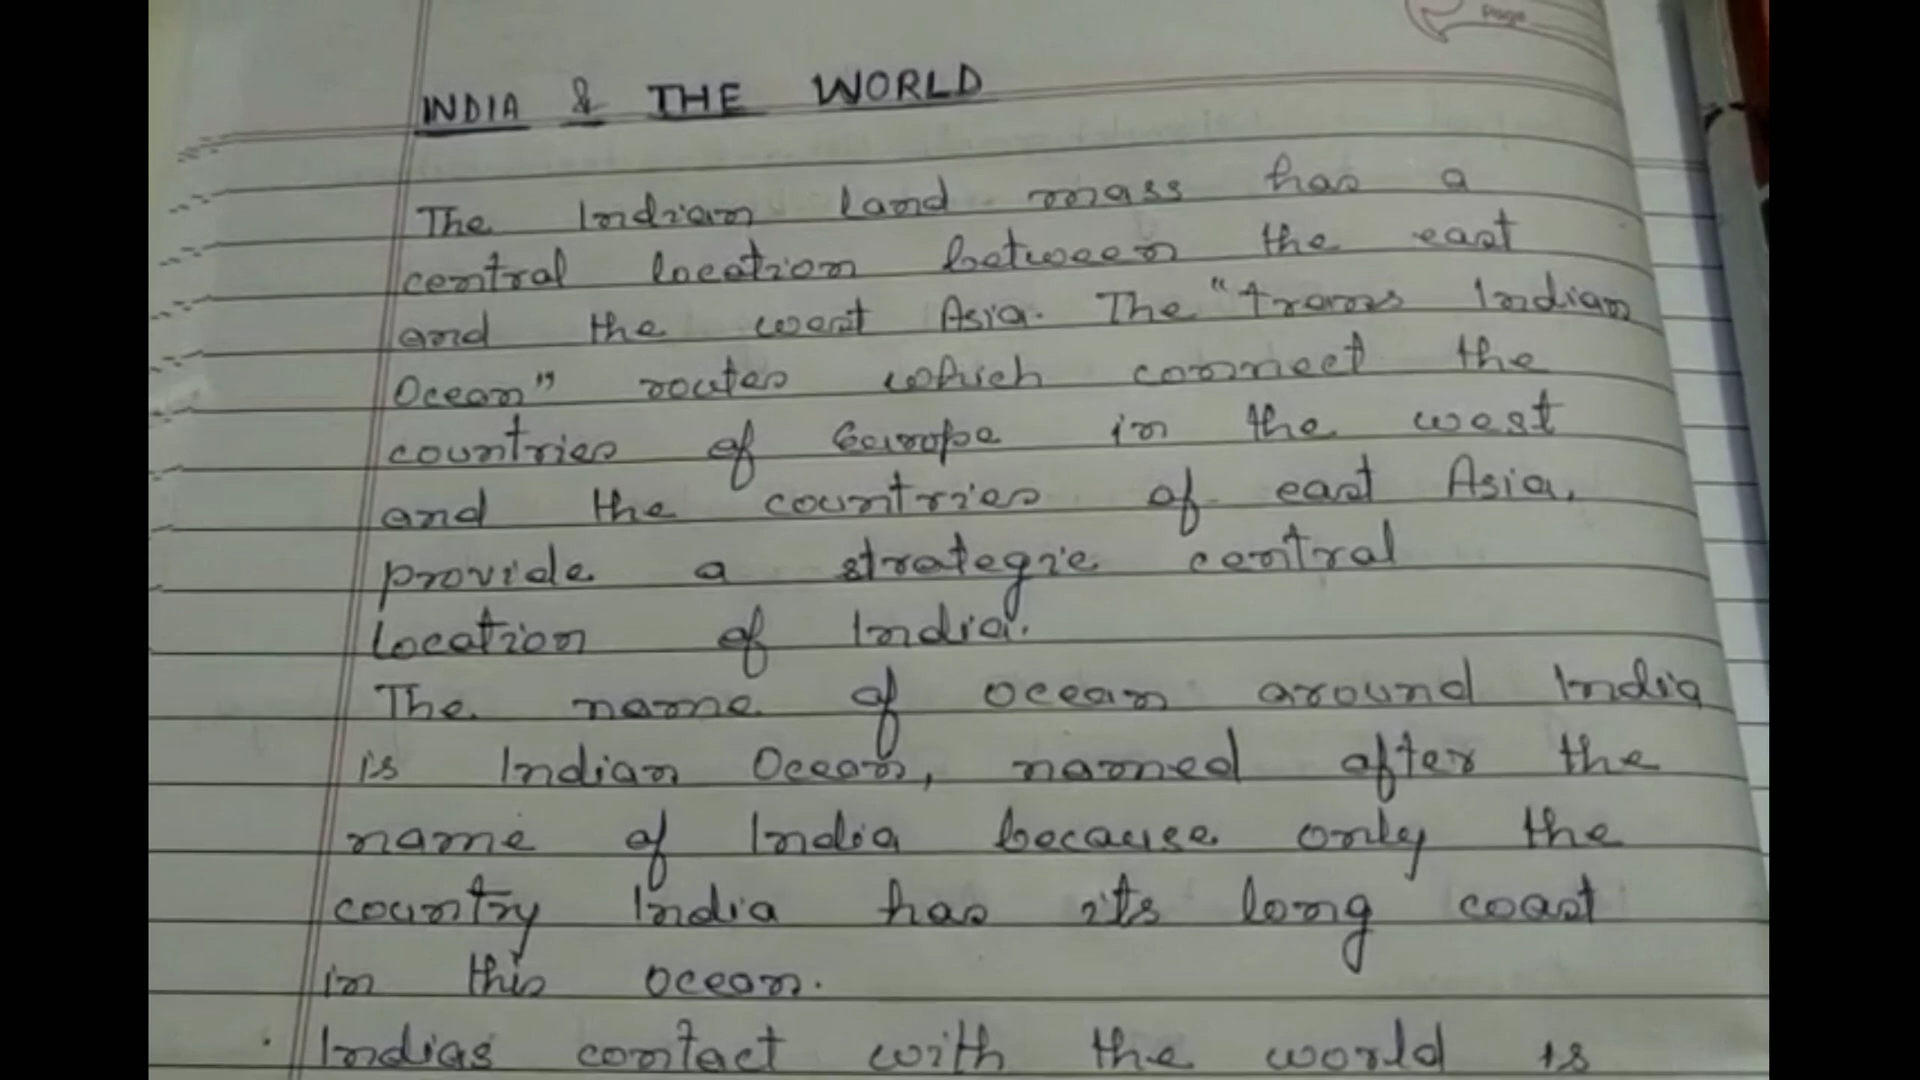 Page
INDIA & THE WORLD
The Indian land mass has a
central location between the east
and the west Asia. The "trans Indian
Ocean" routes which connect the
countries of Europe in the west
and the countries of east Asia,
provide a strategic central
location of India.
The name of ocean around India
is Indian Ocean, named after the
name of India because only the
country India has its long coast
in this ocean.
Indias contact with the world is